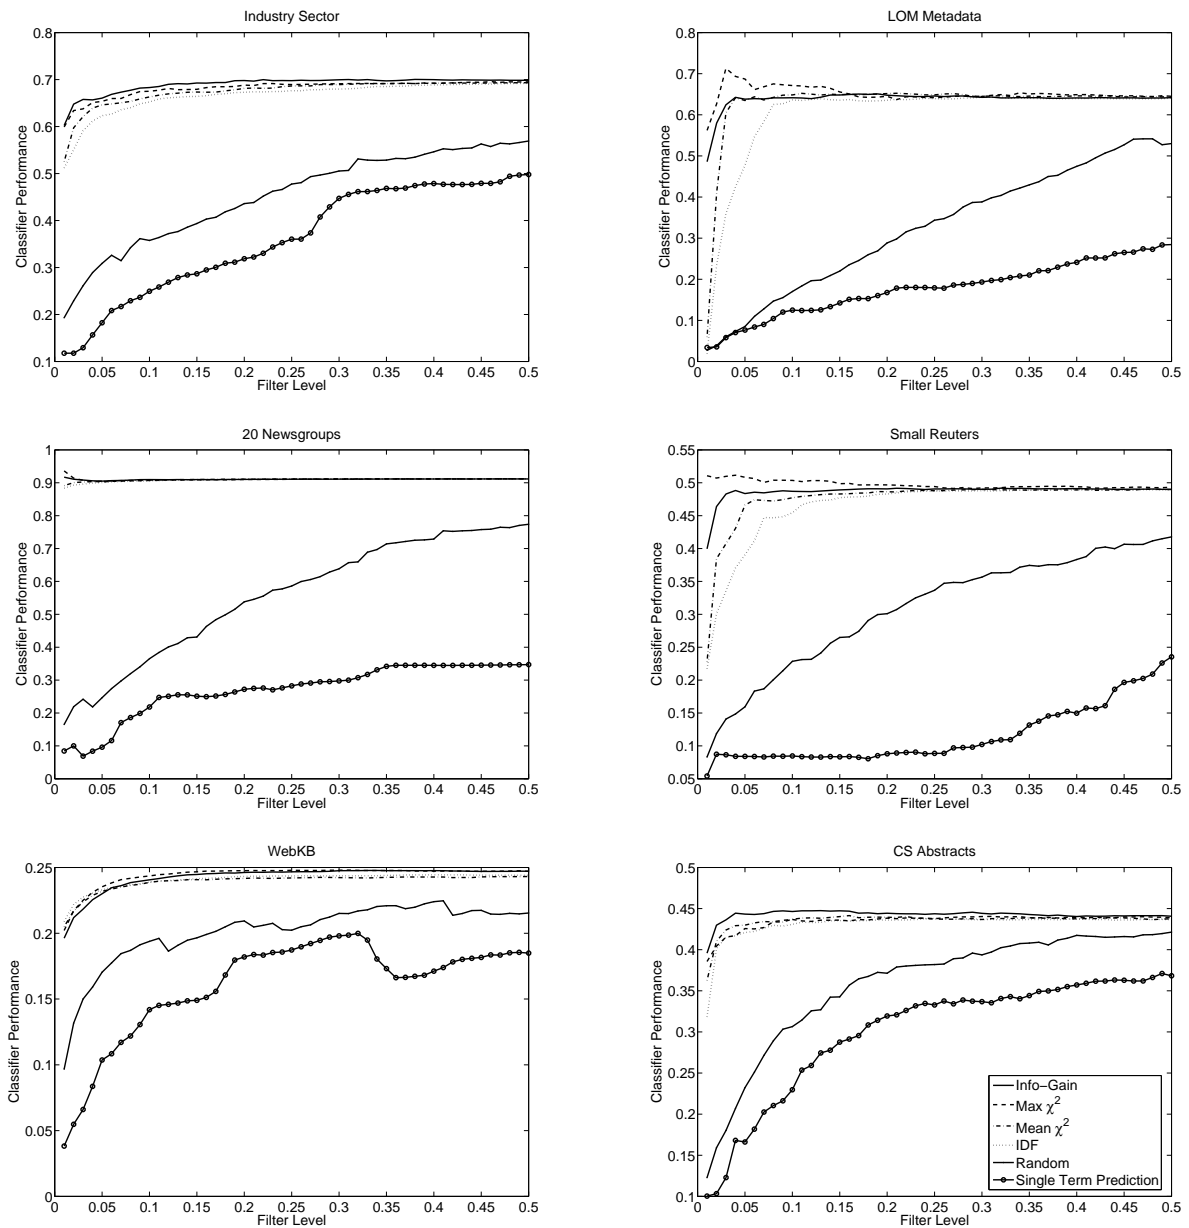 Industry Sector
0.8
0.7
0.6
0.5
0.4
0.3
0.2
0.1
Classifier Performance
0 0.05 0.1 0.15 0.2 0.25 0.3 0.35 0.4 0.45 0.5
Filter Level
LOM Metadata
0.8
0.7
0.6
0.5
0.4
0.3
0.2
0.1
0
Classifier Performance
0 0.05 0.1 0.15 0.2 0.25 0.3 0.35 0.4 0.45 0.5
Filter Level
20 Newsgroups
1
0.9
0.8
0.7
0.6
0.5
0.4
0.3
0.2
0.1
0
Classifier Performance
0 0.05 0.1 0.15 0.2 0.25 0.3 0.35 0.4 0.45 0.5
Filter Level
Small Reuters
0.55
0.5
0.45
0.4
0.35
0.3
0.25
0.2
0.15
0.1
0.05
Classifier Performance
0 0.05 0.1 0.15 0.2 0.25 0.3 0.35 0.4 0.45 0.5
Filter Level
WebKB
0.25
0.2
0.15
0.1
0.05
0
Classifier Performance
0 0.05 0.1 0.15 0.2 0.25 0.3 0.35 0.4 0.45 0.5
Filter Level
CS Abstracts
0.5
0.45
0.4
0.35
0.3
0.25
0.2
0.15
0.1
Classifier Performance
0 0.05 0.1 0.15 0.2 0.25 0.3 0.35 0.4 0.45 0.5
Filter Level
Info−Gain
Max χ²
Mean χ²
IDF
Random
Single Term Prediction